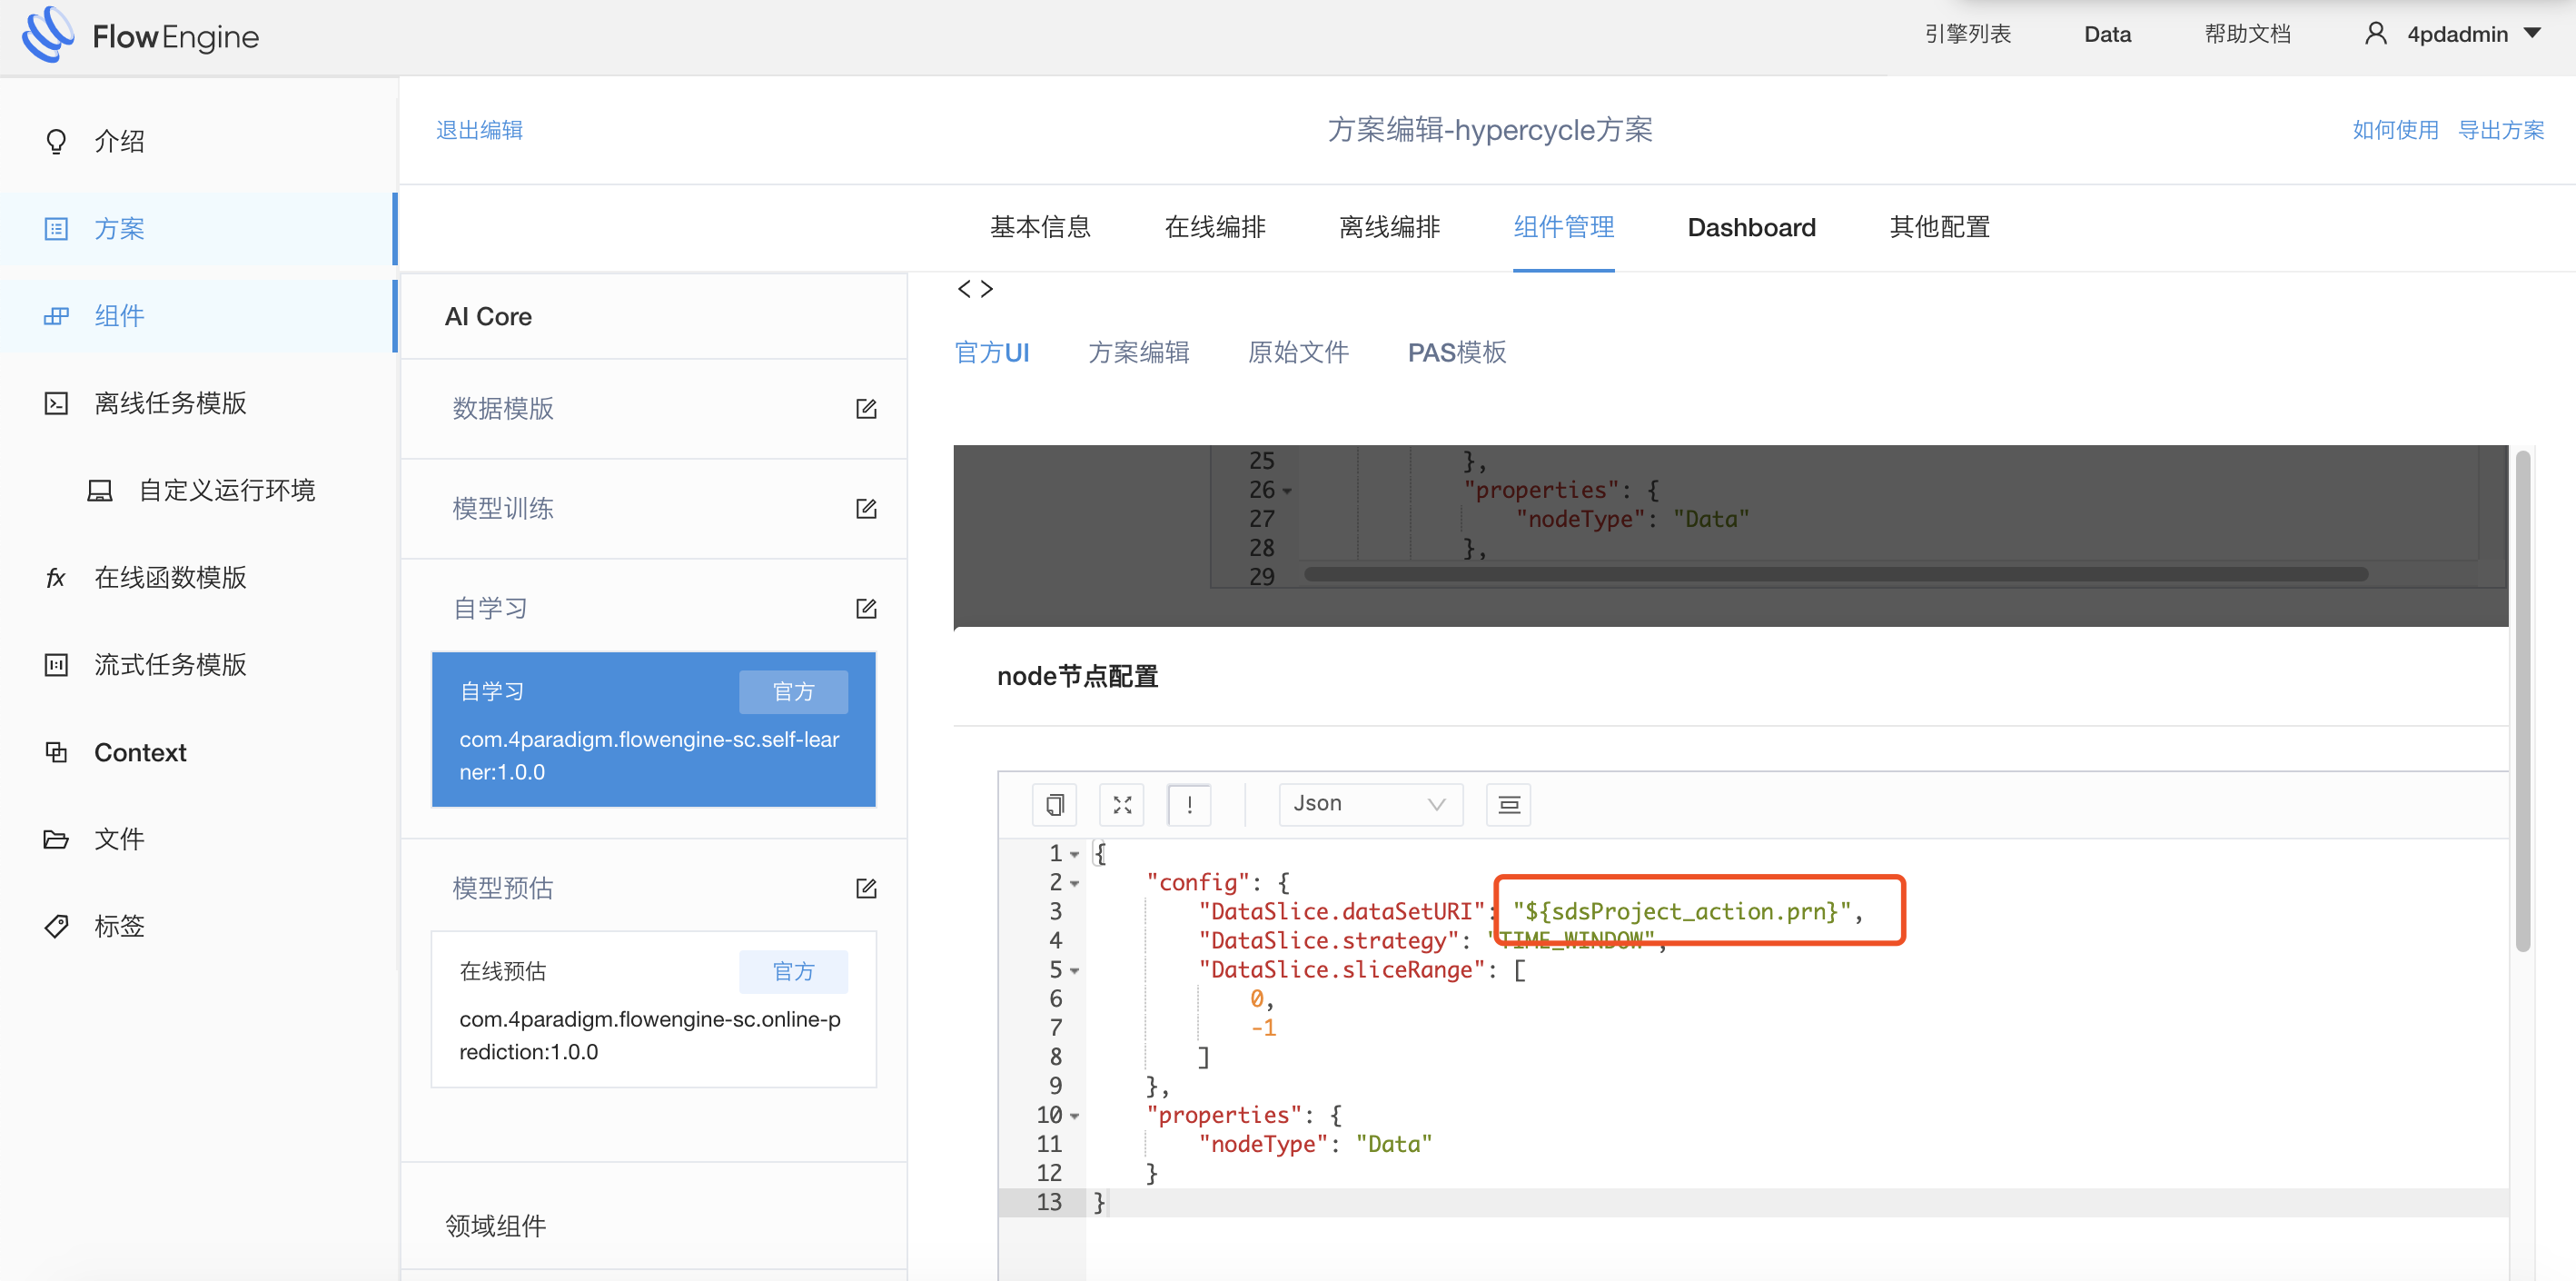 FlowEngine
引擎列表
Data
帮助文档
4pdadmin
介绍
方案
组件
离线任务模版
自定义运行环境
fx 在线函数模版
流式任务模版
Context
文件
标签
退出编辑
方案编辑-hypercycle方案
如何使用 导出方案
基本信息
在线编排
离线编排
组件管理
Dashboard
其他配置
AI Core
数据模版
模型训练
自学习
自学习
官方
com.4paradigm.flowengine-sc.self-lear
ner:1.0.0
模型预估
在线预估
官方
com.4paradigm.flowengine-sc.online-p
rediction:1.0.0
领域组件
< >
官方UI
方案编辑
原始文件
PAS模板
25 },
26 "properties": {
27 "nodeType": "Data"
28 },
29
node节点配置
! Json
1 {
2 "config": {
3 "DataSlice.dataSetURI": "${sdsProject_action.prn}",
4 "DataSlice.strategy": "TIME_WINDOW",
5 "DataSlice.sliceRange": [
6 0,
7 -1
8 ]
9 },
10 "properties": {
11 "nodeType": "Data"
12 }
13 }